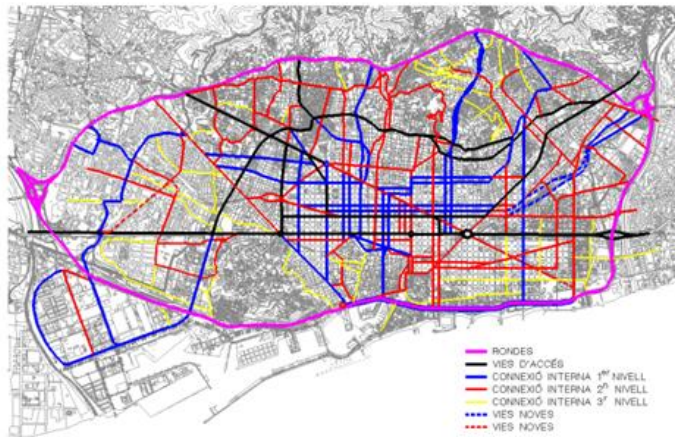 RONDES
VIES D'ACCÉS
CONNEXIÓ INTERNA 1er NIVELL
CONNEXIÓ INTERNA 2n NIVELL
CONNEXIÓ INTERNA 3r NIVELL
VIES NOVES
VIES NOVES